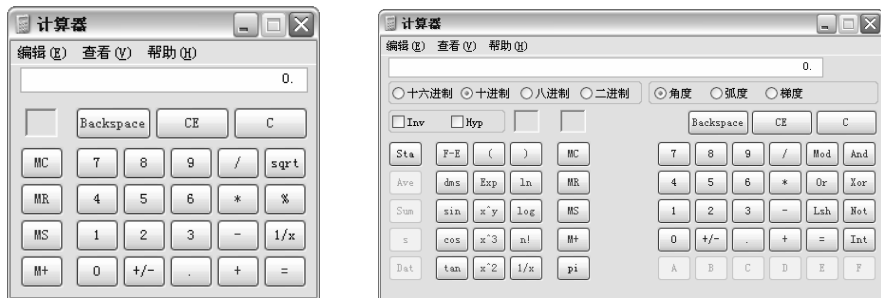 计算器
编辑(E) 查看(V) 帮助(H)
0.
Backspace CE C
MC 7 8 9 / sqrt
MR 4 5 6 * %
MS 1 2 3 - 1/x
M+ 0 +/- . + =
计算器
编辑(E) 查看(V) 帮助(H)
0.
十六进制 十进制 八进制 二进制 角度 弧度 梯度
Inv Hyp Backspace CE C
Sta F-E ( ) MC 7 8 9 / Mod And
Ave dms Exp ln MR 4 5 6 * Or Xor
Sum sin x^y log MS 1 2 3 - Lsh Not
s cos x^3 n! M+ 0 +/- . + = Int
Dat tan x^2 1/x pi A B C D E F